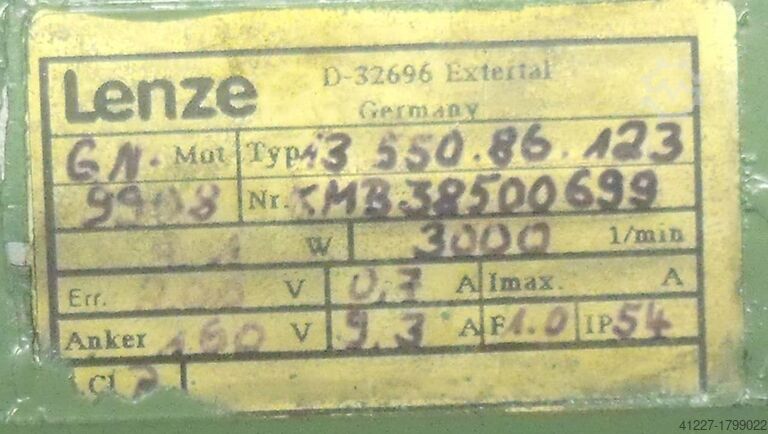 Lenze D-32696 Extertal
Germany
GN. Mot Typ 13 550.86.123
9908 Nr. KMB38500699
W 3000 1/min
Err. V 0,7 A Imax. A
Anker 160 V 9,3 A F1.0 IP54
Cl
41227-1799022